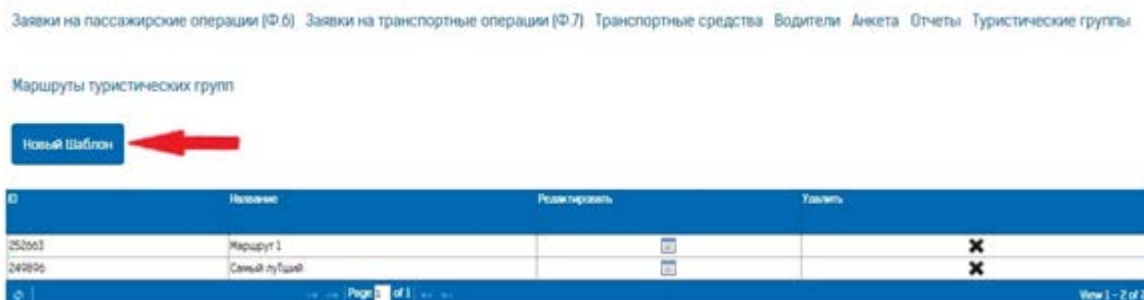 Заявки на пассажирские операции (Ф.6) Заявки на транспортные операции (Ф.7) Транспортные средства Водители Анкета Отчеты Туристические группы
Маршруты туристических групп
Новый Шаблон
ID Название Редактировать Удалить
252663 Маршрут 1
249896 Самый лучший
Page 1 of 1 View 1 - 2 of